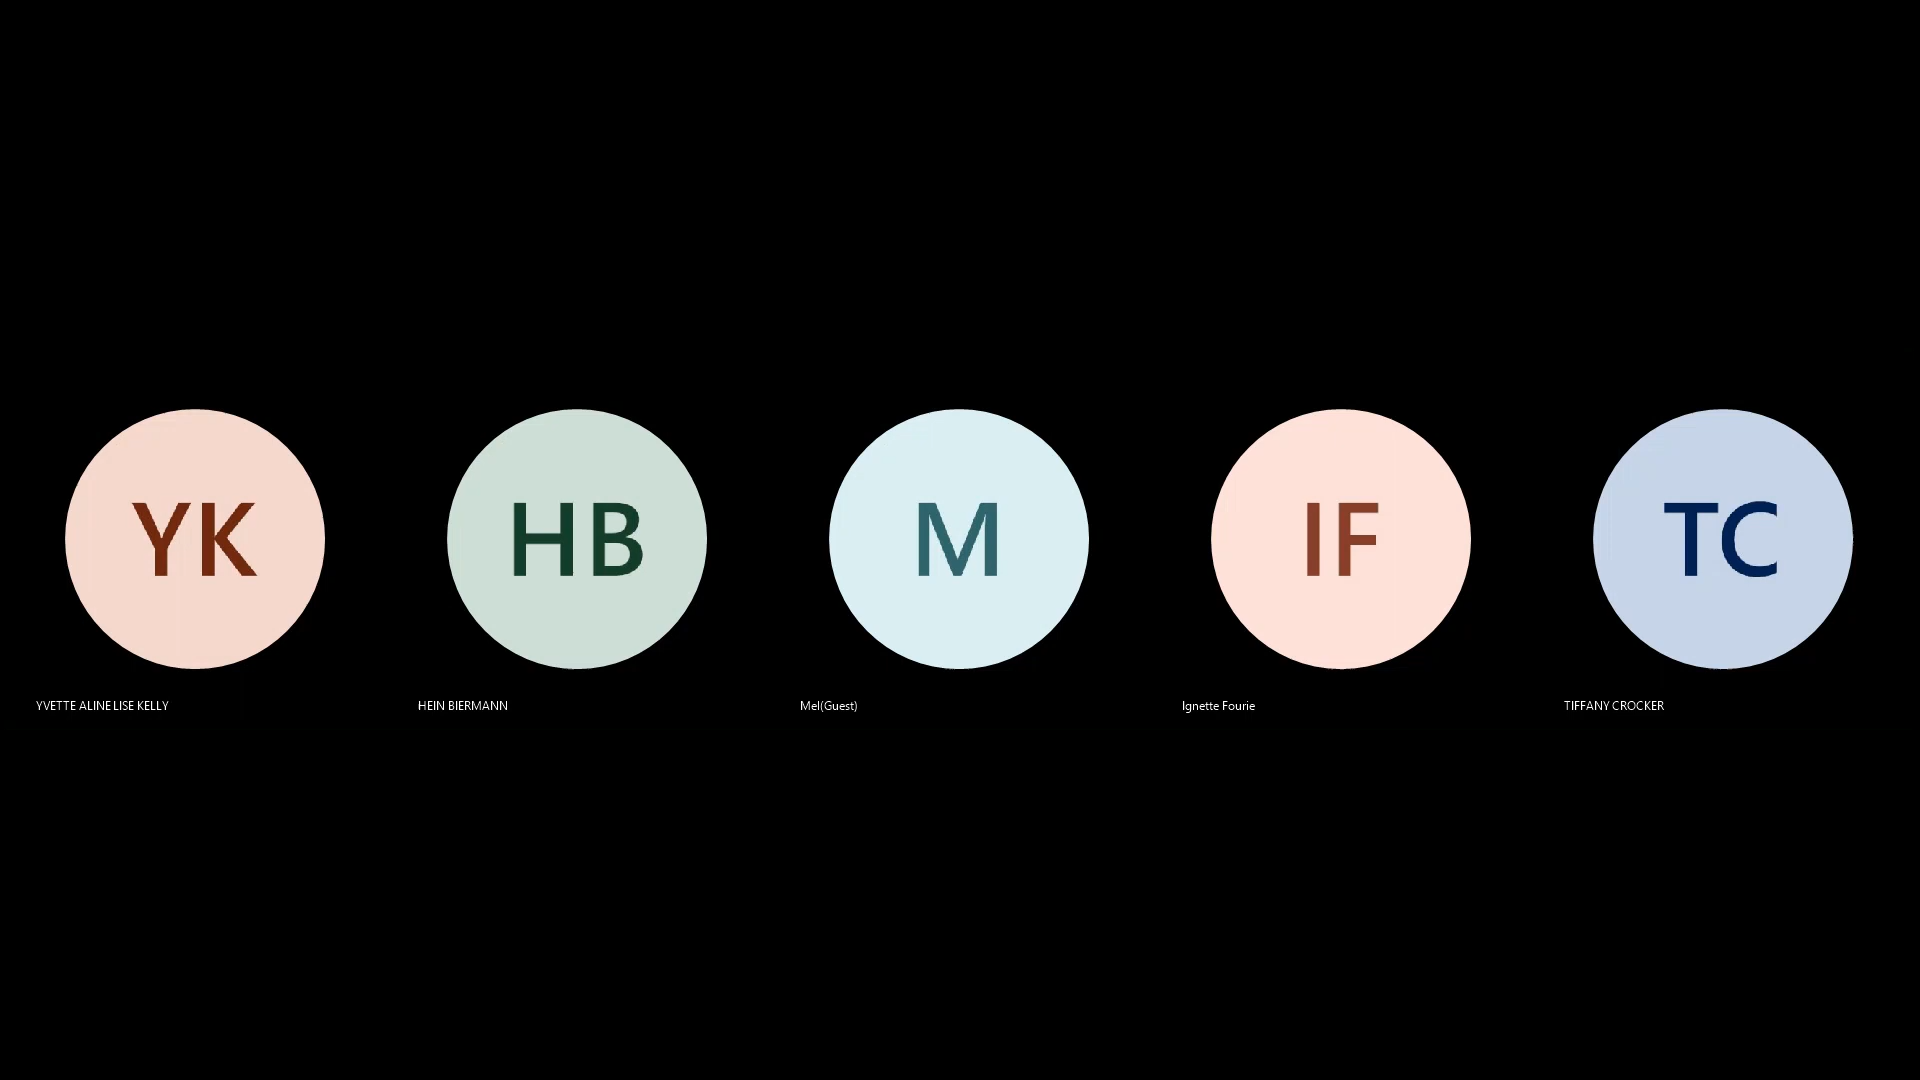 YK
HB
M
IF
TC
YVETTE ALINE LISE KELLY
HEIN BIERMANN
Mel(Guest)
Ignette Fourie
TIFFANY CROCKER